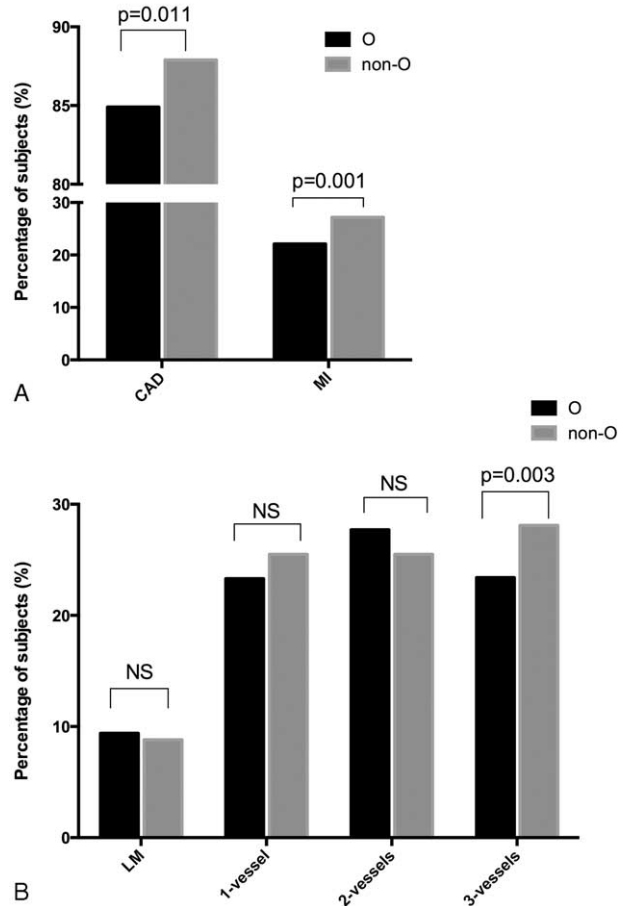 p=0.011
O
non-O
Percentage of subjects (%)
90
85
80
p=0.001
30
20
10
0
CAD
MI
A
O
non-O
Percentage of subjects (%)
p=0.003
NS
NS
NS
30
20
10
0
LM
1-vessel
2-vessels
3-vessels
B